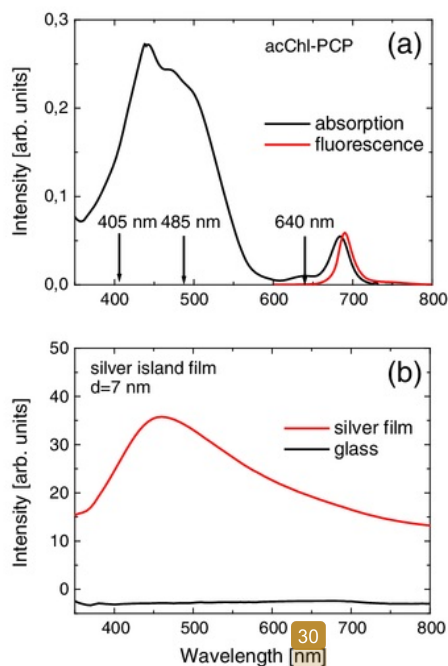 acChl-PCP
(a)
absorption
fluorescence
405 nm
485 nm
640 nm
Intensity [arb. units]
0,3
0,2
0,1
0,0
400 500 600 700 800
silver island film
d=7 nm
(b)
silver film
glass
Intensity [arb. units]
50
40
30
20
10
0
400 500 600 700 800
30
Wavelength [nm]